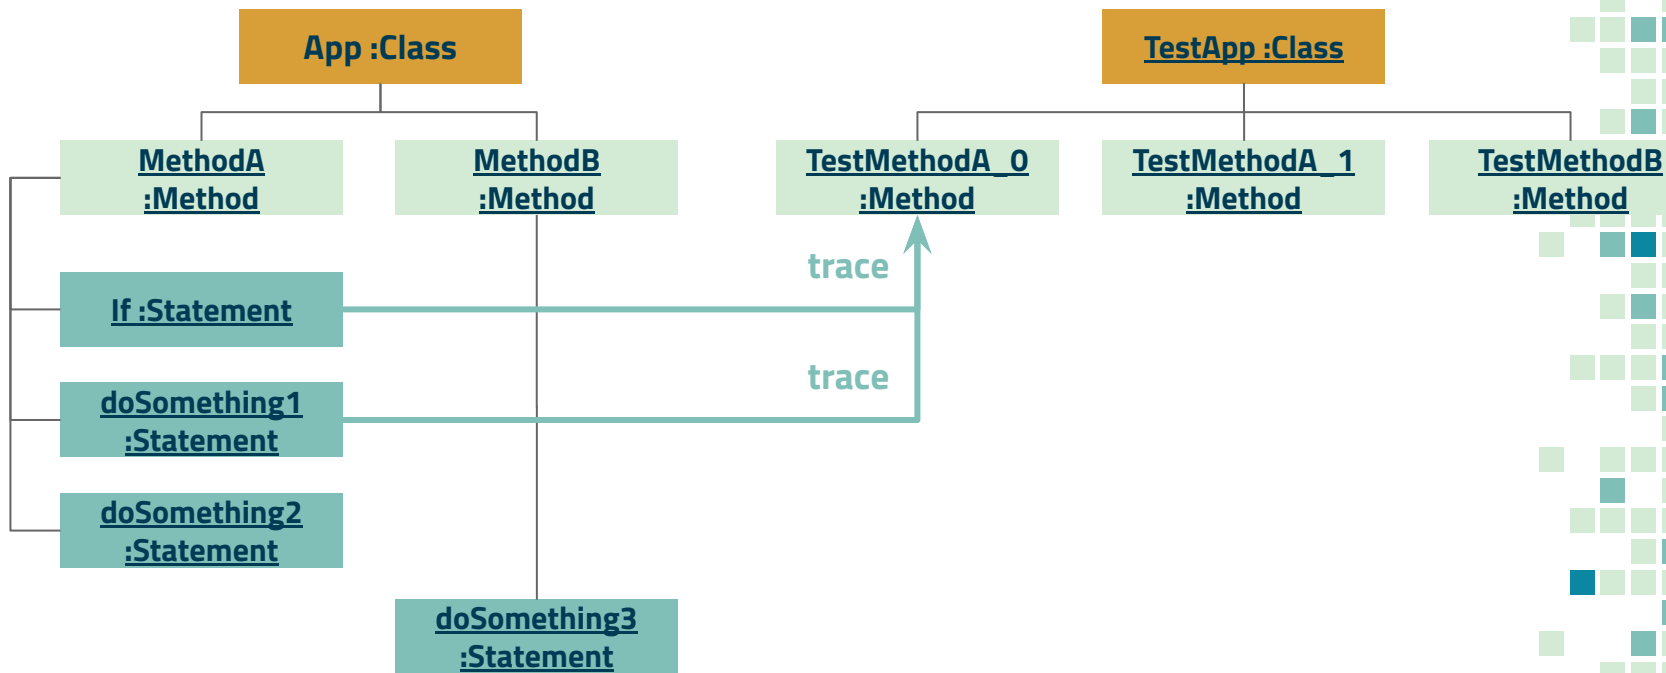 App :Class
TestApp :Class
MethodA
:Method
MethodB
:Method
TestMethodA_0
:Method
TestMethodA_1
:Method
TestMethodB
:Method
trace
If :Statement
trace
doSomething1
:Statement
doSomething2
:Statement
doSomething3
:Statement